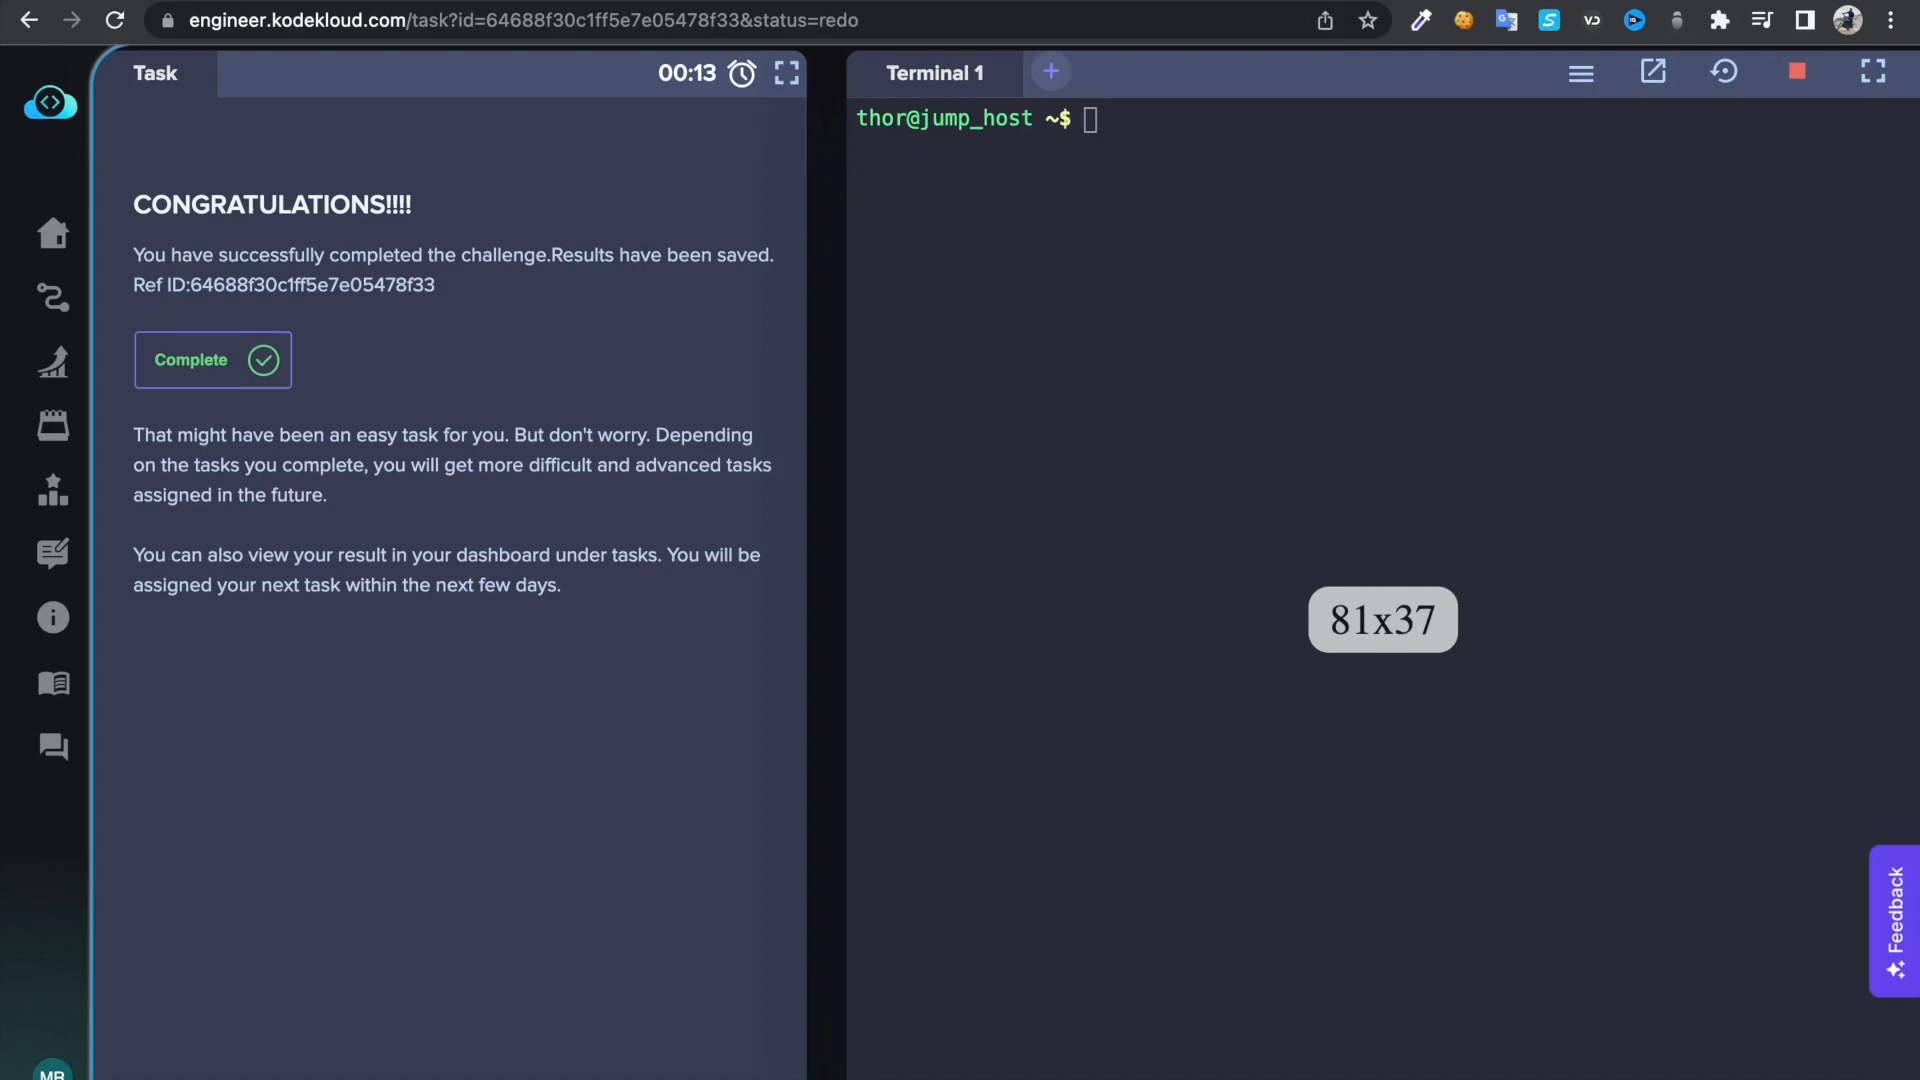 engineer.kodekloud.com/task?id=64688f30c1ff5e7e05478f33&status=redo
Task
00:13
Terminal 1
thor@jump_host ~$
CONGRATULATIONS!!!!
You have successfully completed the challenge.Results have been saved.
Ref ID:64688f30c1ff5e7e05478f33
Complete
That might have been an easy task for you. But don't worry. Depending
on the tasks you complete, you will get more difficult and advanced tasks
assigned in the future.
You can also view your result in your dashboard under tasks. You will be
assigned your next task within the next few days.
81x37
Feedback
MB